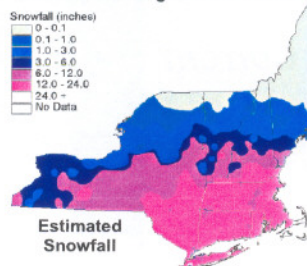 Snowfall (inches)
0 - 0.1
0.1 - 1.0
1.0 - 3.0
3.0 - 6.0
6.0 - 12.0
12.0 - 24.0
24.0 +
No Data
Estimated
Snowfall